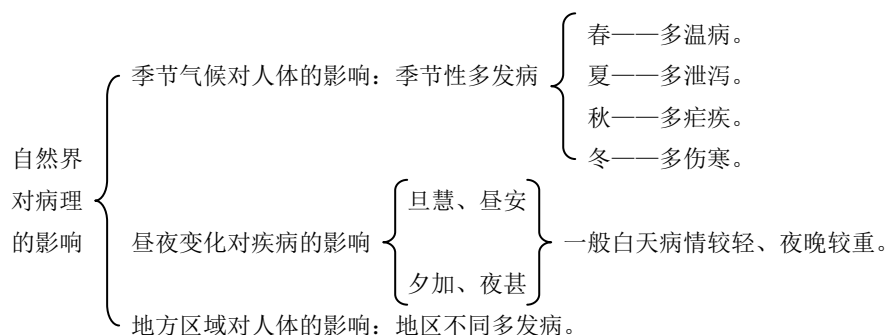 自然界
对病理
的影响
季节气候对人体的影响：季节性多发病
春——多温病。
夏——多泄泻。
秋——多疟疾。
冬——多伤寒。
昼夜变化对疾病的影响
旦慧、昼安
夕加、夜甚
一般白天病情较轻、夜晚较重。
地方区域对人体的影响：地区不同多发病。